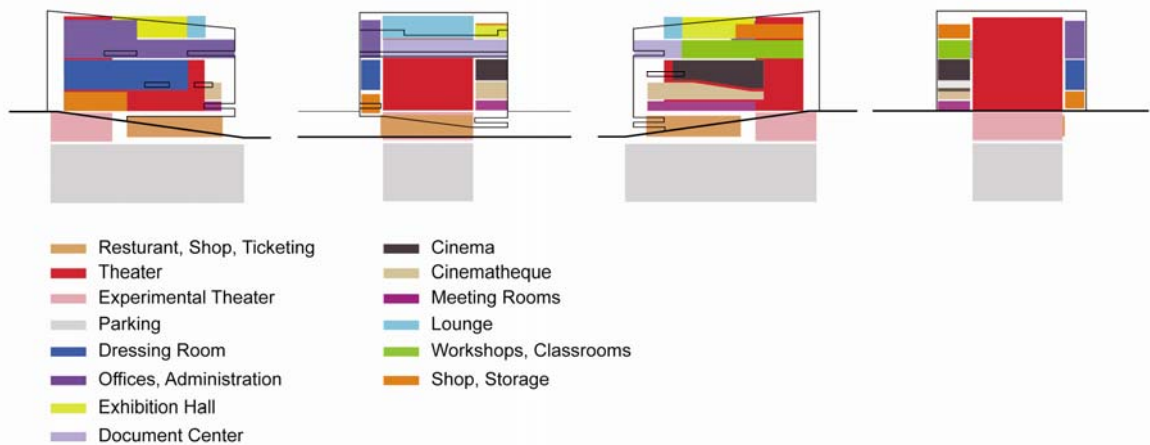 Resturant, Shop, Ticketing
Theater
Experimental Theater
Parking
Dressing Room
Offices, Administration
Exhibition Hall
Document Center
Cinema
Cinematheque
Meeting Rooms
Lounge
Workshops, Classrooms
Shop, Storage